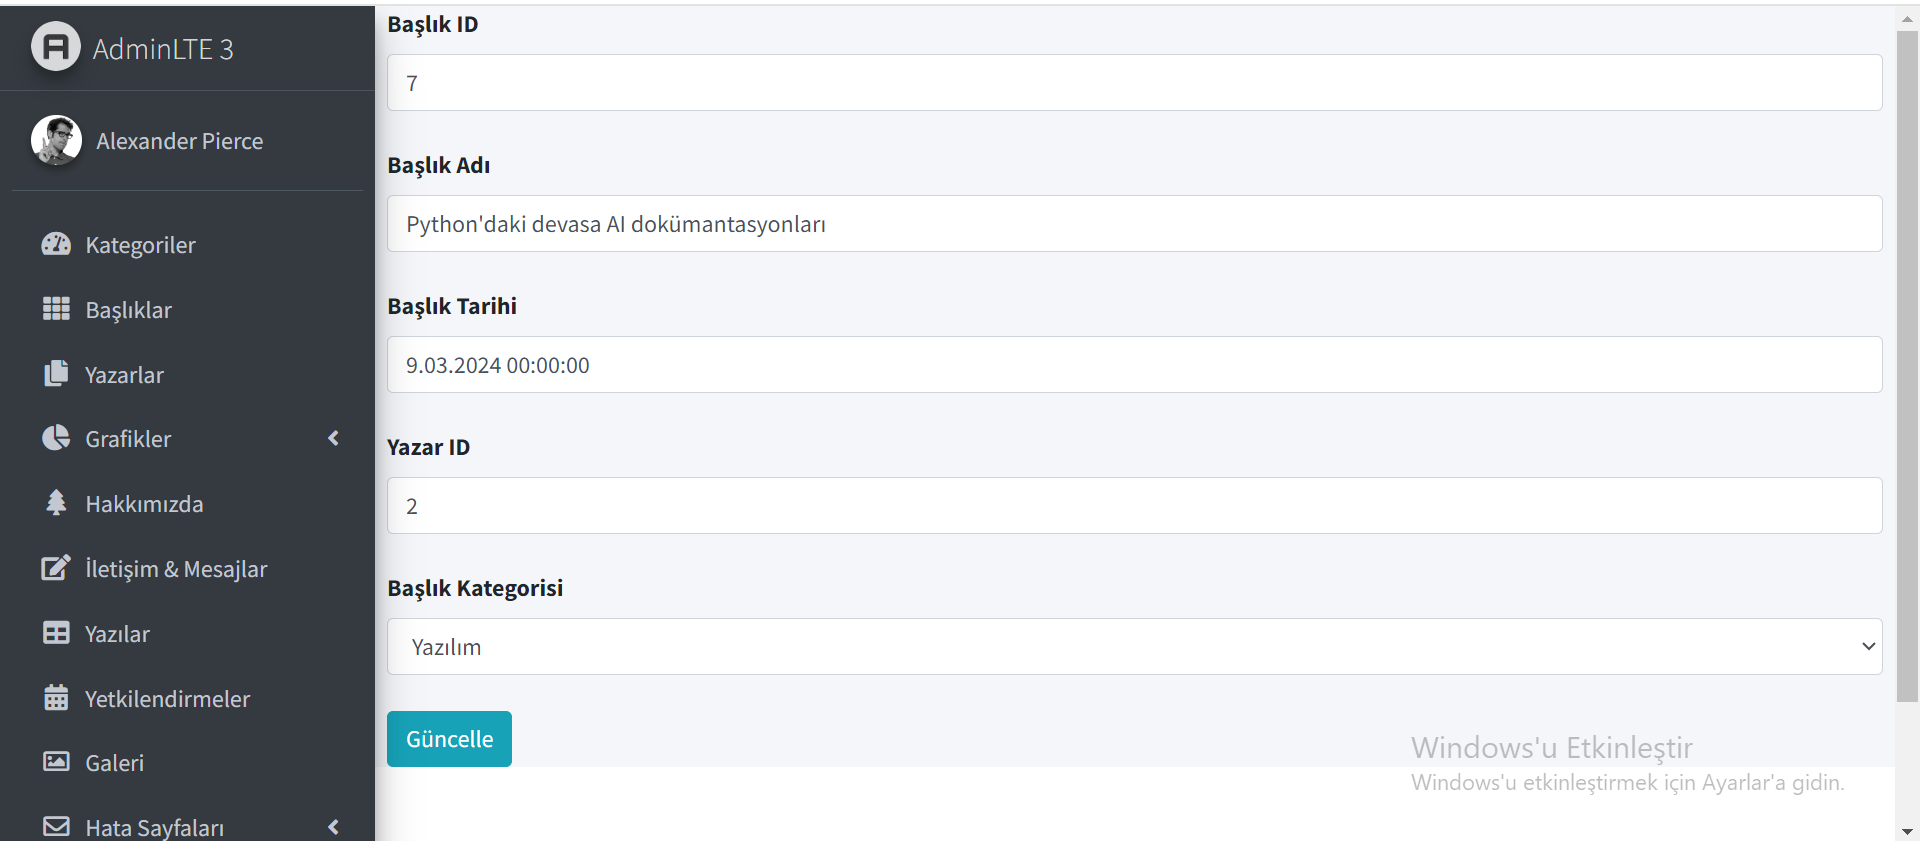 AdminLTE 3
Alexander Pierce
Kategoriler
Başlıklar
Yazarlar
Grafikler
Hakkımızda
İletişim & Mesajlar
Yazılar
Yetkilendirmeler
Galeri
Hata Sayfaları
Başlık ID
7
Başlık Adı
Python'daki devasa AI dokümantasyonları
Başlık Tarihi
9.03.2024 00:00:00
Yazar ID
2
Başlık Kategorisi
Yazılım
Güncelle
Windows'u Etkinleştir
Windows'u etkinleştirmek için Ayarlar'a gidin.